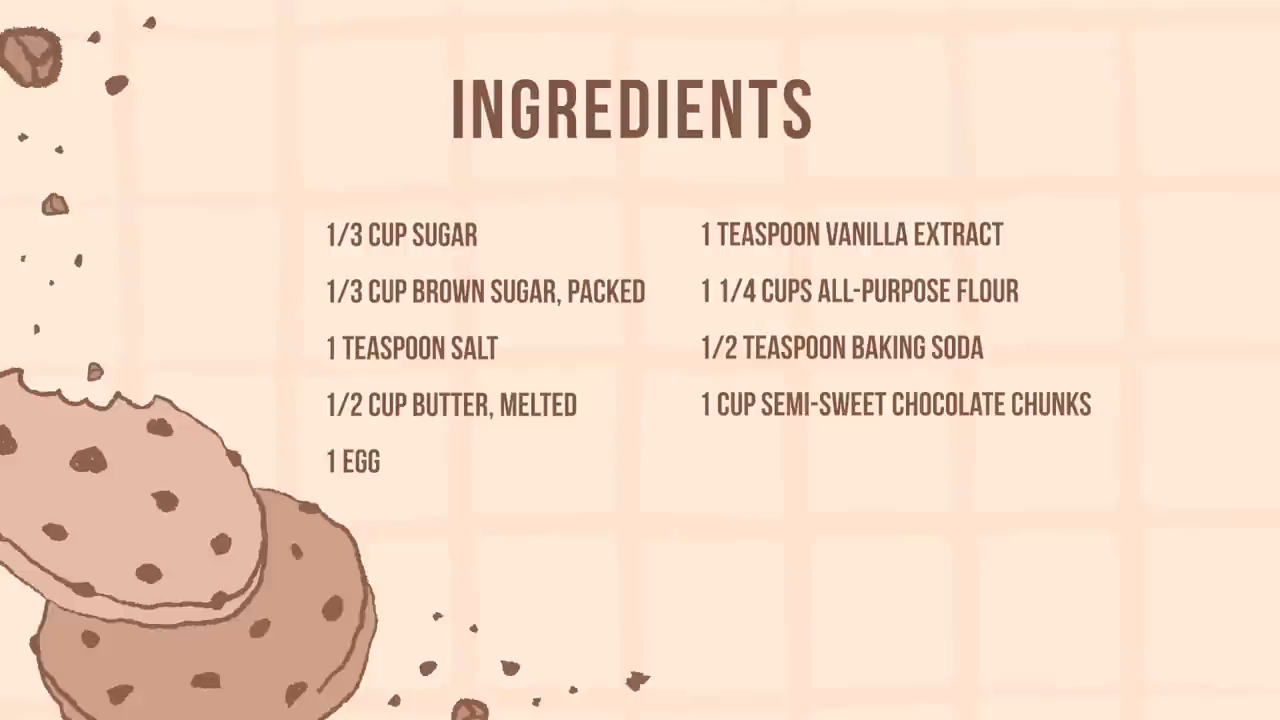 INGREDIENTS
1/3 CUP SUGAR
1/3 CUP BROWN SUGAR, PACKED
1 TEASPOON SALT
1/2 CUP BUTTER, MELTED
1 EGG
1 TEASPOON VANILLA EXTRACT
1 1/4 CUPS ALL-PURPOSE FLOUR
1/2 TEASPOON BAKING SODA
1 CUP SEMI-SWEET CHOCOLATE CHUNKS